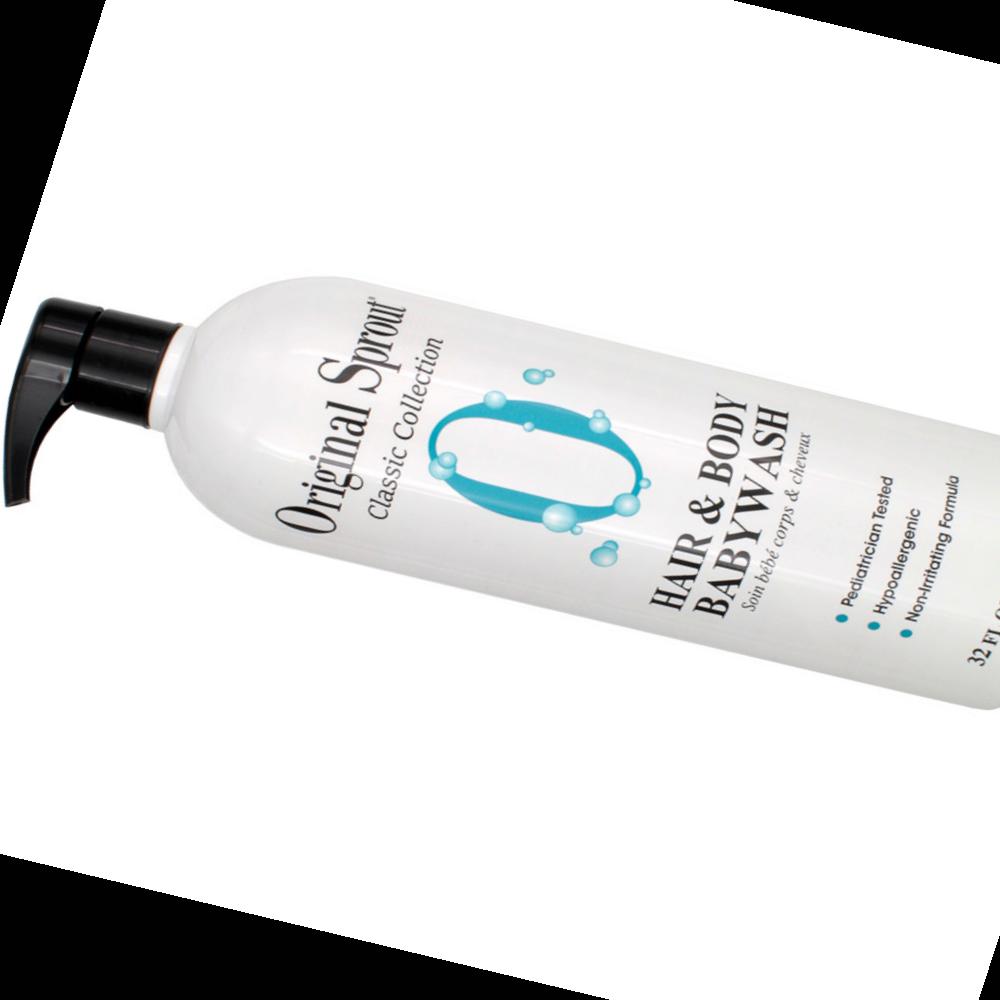 Original Sprout
Classic Collection
O
HAIR & BODY
BABYWASH
Soin bébé corps & cheveux
• Pediatrician Tested
• Hypoallergenic
• Non-Irritating Formula
32 FL